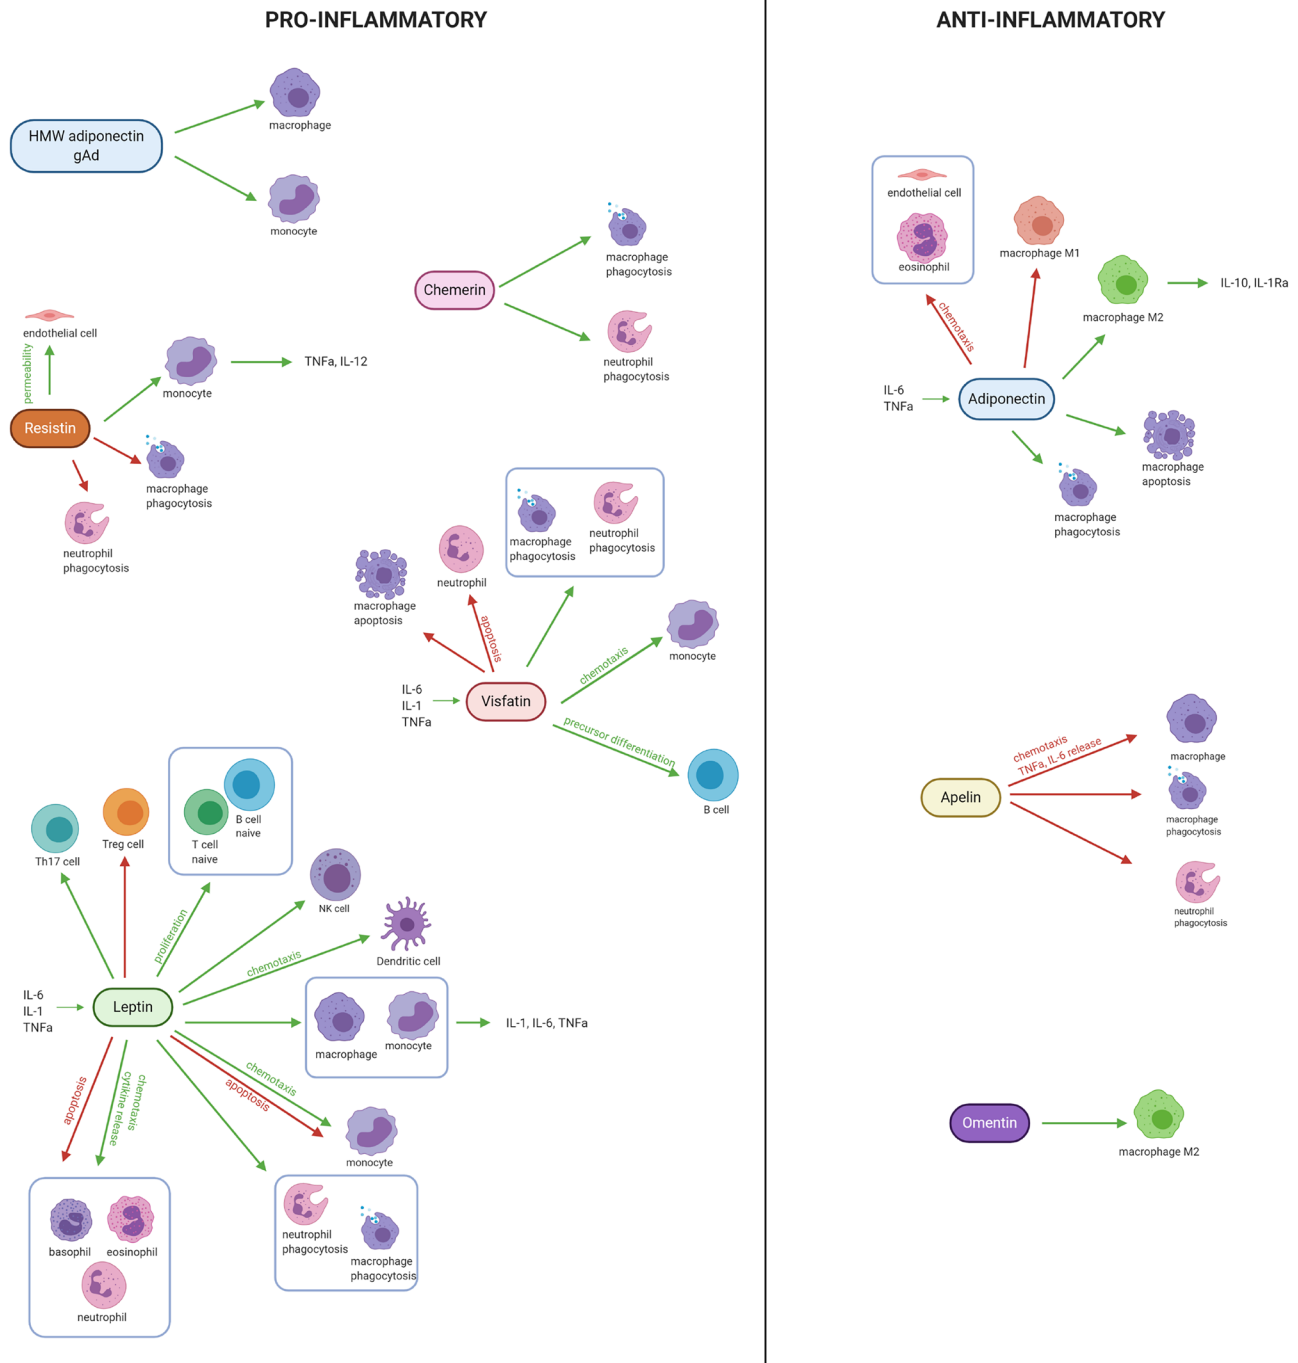 PRO-INFLAMMATORY
ANTI-INFLAMMATORY
HMW adiponectin
gAd
macrophage
monocyte
Chemerin
macrophage
phagocytosis
neutrophil
phagocytosis
endothelial cell
permeability
Resistin
monocyte
TNFa, IL-12
macrophage
phagocytosis
neutrophil
phagocytosis
macrophage
phagocytosis
neutrophil
phagocytosis
neutrophil
macrophage
apoptosis
apoptosis
chemotaxis
monocyte
IL-6
IL-1
TNFa
Visfatin
precursor differentiation
B cell
Th17 cell
Treg cell
B cell
naive
T cell
naive
proliferation
NK cell
chemotaxis
Dendritic cell
IL-6
IL-1
TNFa
Leptin
macrophage
monocyte
IL-1, IL-6, TNFa
apoptosis
chemotaxis
cytikine release
chemotaxis
apoptosis
monocyte
neutrophil
phagocytosis
macrophage
phagocytosis
basophil
eosinophil
neutrophil
endothelial cell
eosinophil
macrophage M1
macrophage M2
IL-10, IL-1Ra
chemotaxis
IL-6
TNFa
Adiponectin
macrophage
apoptosis
macrophage
phagocytosis
chemotaxis
TNFa, IL-6 release
macrophage
Apelin
macrophage
phagocytosis
neutrophil
phagocytosis
Omentin
macrophage M2